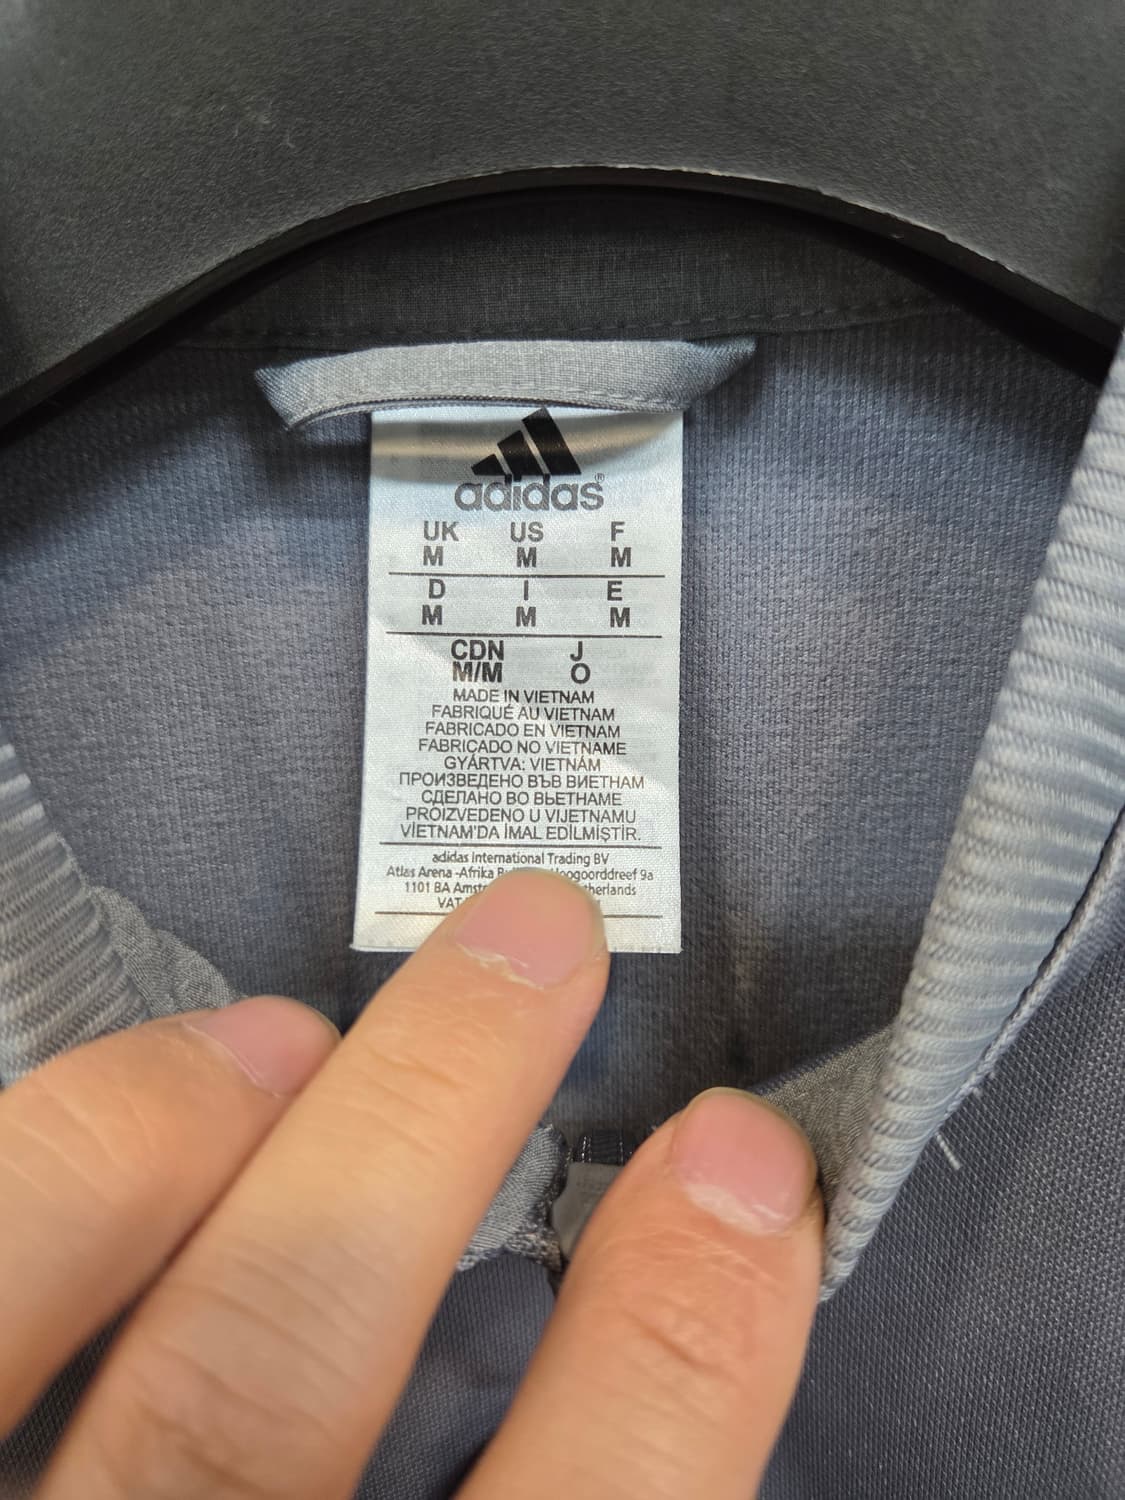 adidas®
UK US F
M M M
D I E
M M M
CDN J
M/M O
MADE IN VIETNAM
FABRIQUÉ AU VIETNAM
FABRICADO EN VIETNAM
FABRICADO NO VIETNAME
GYÁRTVA: VIETNÁM
ПРОИЗВЕДЕНО ВЪВ ВИЕТНАМ
СДЕЛАНО ВО ВЬЕТНАМЕ
PROIZVEDENO U VIJETNAMU
VİETNAM'DA İMAL EDİLMİŞTİR.
adidas International Trading BV
Atlas Arena -Afrika Hoogoorddreef 9a
1101 BA
VAT